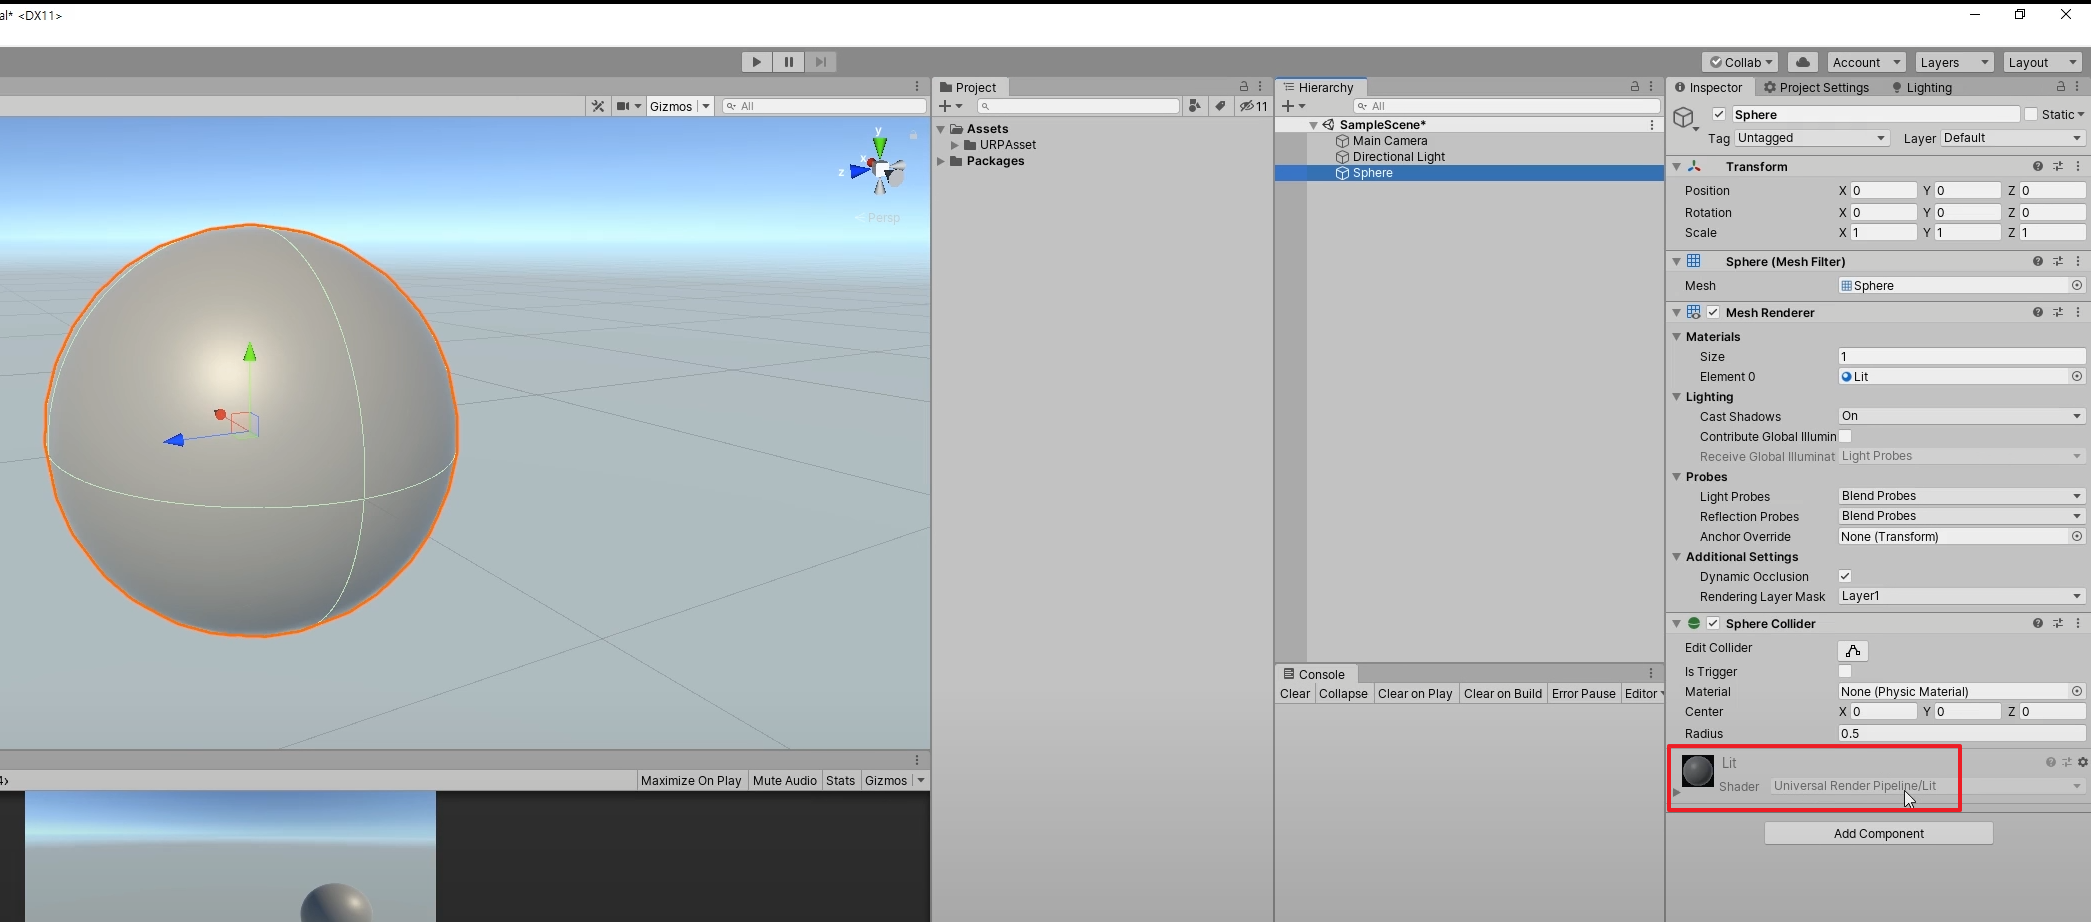 al* <DX11>
Collab
Account
Layers
Layout
Gizmos
All
y
x
z
Persp
Maximize On Play
Mute Audio
Stats
Gizmos
Project
11
Assets
URPAsset
Packages
Hierarchy
All
SampleScene*
Main Camera
Directional Light
Sphere
Console
Clear
Collapse
Clear on Play
Clear on Build
Error Pause
Editor
Inspector
Project Settings
Lighting
Sphere
Static
Tag Untagged
Layer Default
Transform
Position X 0 Y 0 Z 0
Rotation X 0 Y 0 Z 0
Scale X 1 Y 1 Z 1
Sphere (Mesh Filter)
Mesh Sphere
Mesh Renderer
Materials
Size 1
Element 0 Lit
Lighting
Cast Shadows On
Contribute Global Illumin
Receive Global Illuminat Light Probes
Probes
Light Probes Blend Probes
Reflection Probes Blend Probes
Anchor Override None (Transform)
Additional Settings
Dynamic Occlusion
Rendering Layer Mask Layer1
Sphere Collider
Edit Collider
Is Trigger
Material None (Physic Material)
Center X 0 Y 0 Z 0
Radius 0.5
Lit
Shader Universal Render Pipeline/Lit
Add Component